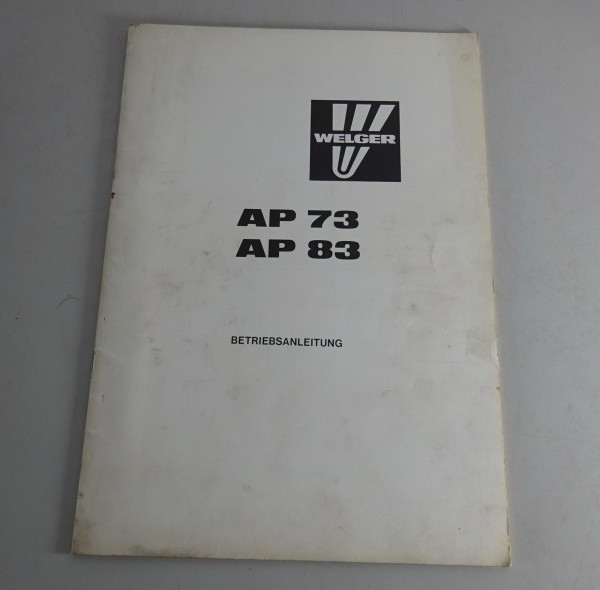 WELGER
AP 73
AP 83
BETRIEBSANLEITUNG